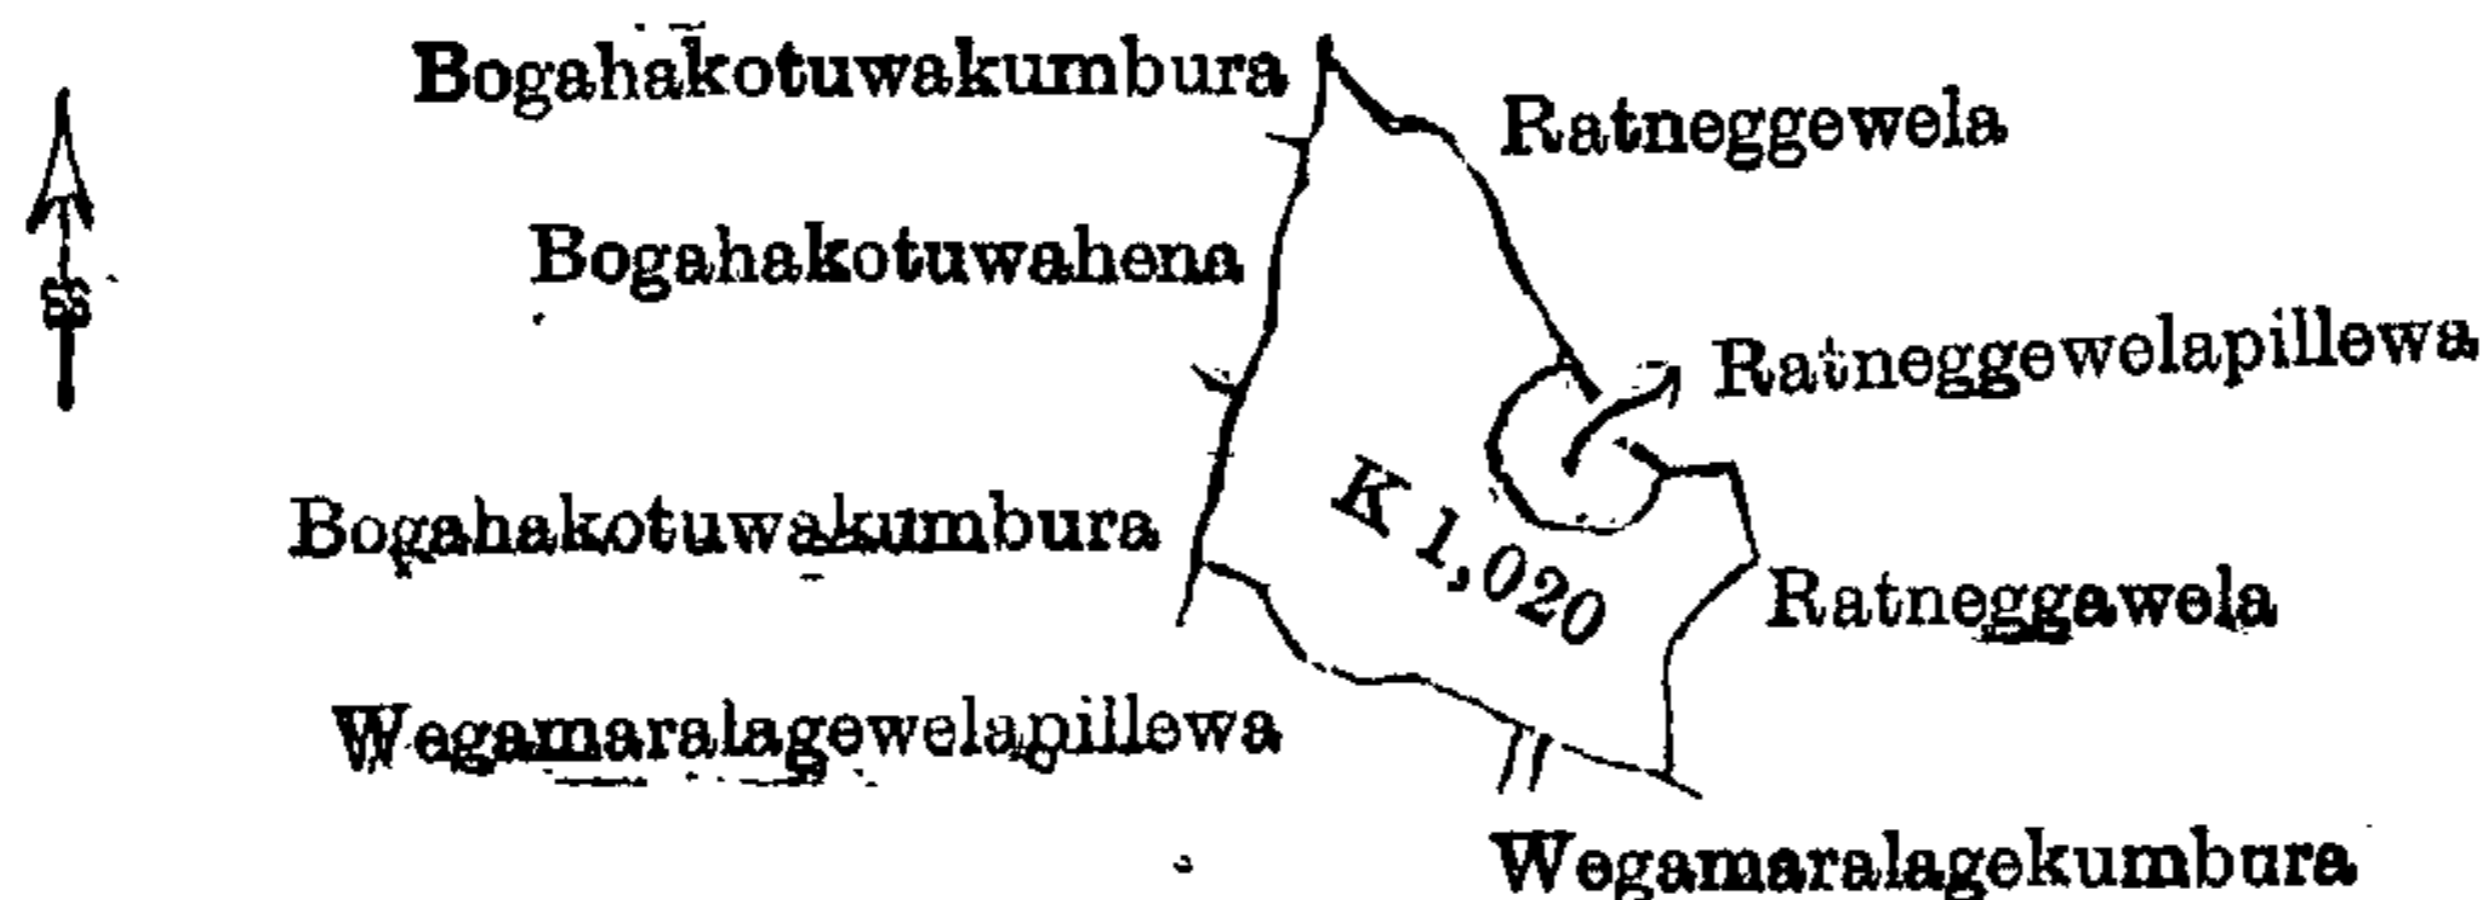 Bogahakotuwakumbura
Ratneggewela
Bogahakotuwahena
Ratneggewelapillewa
K 1,020
Bogahakotuwakumbura
Ratneggawela
Wegamaralagewelapillewa
Wegamaralagekumbura